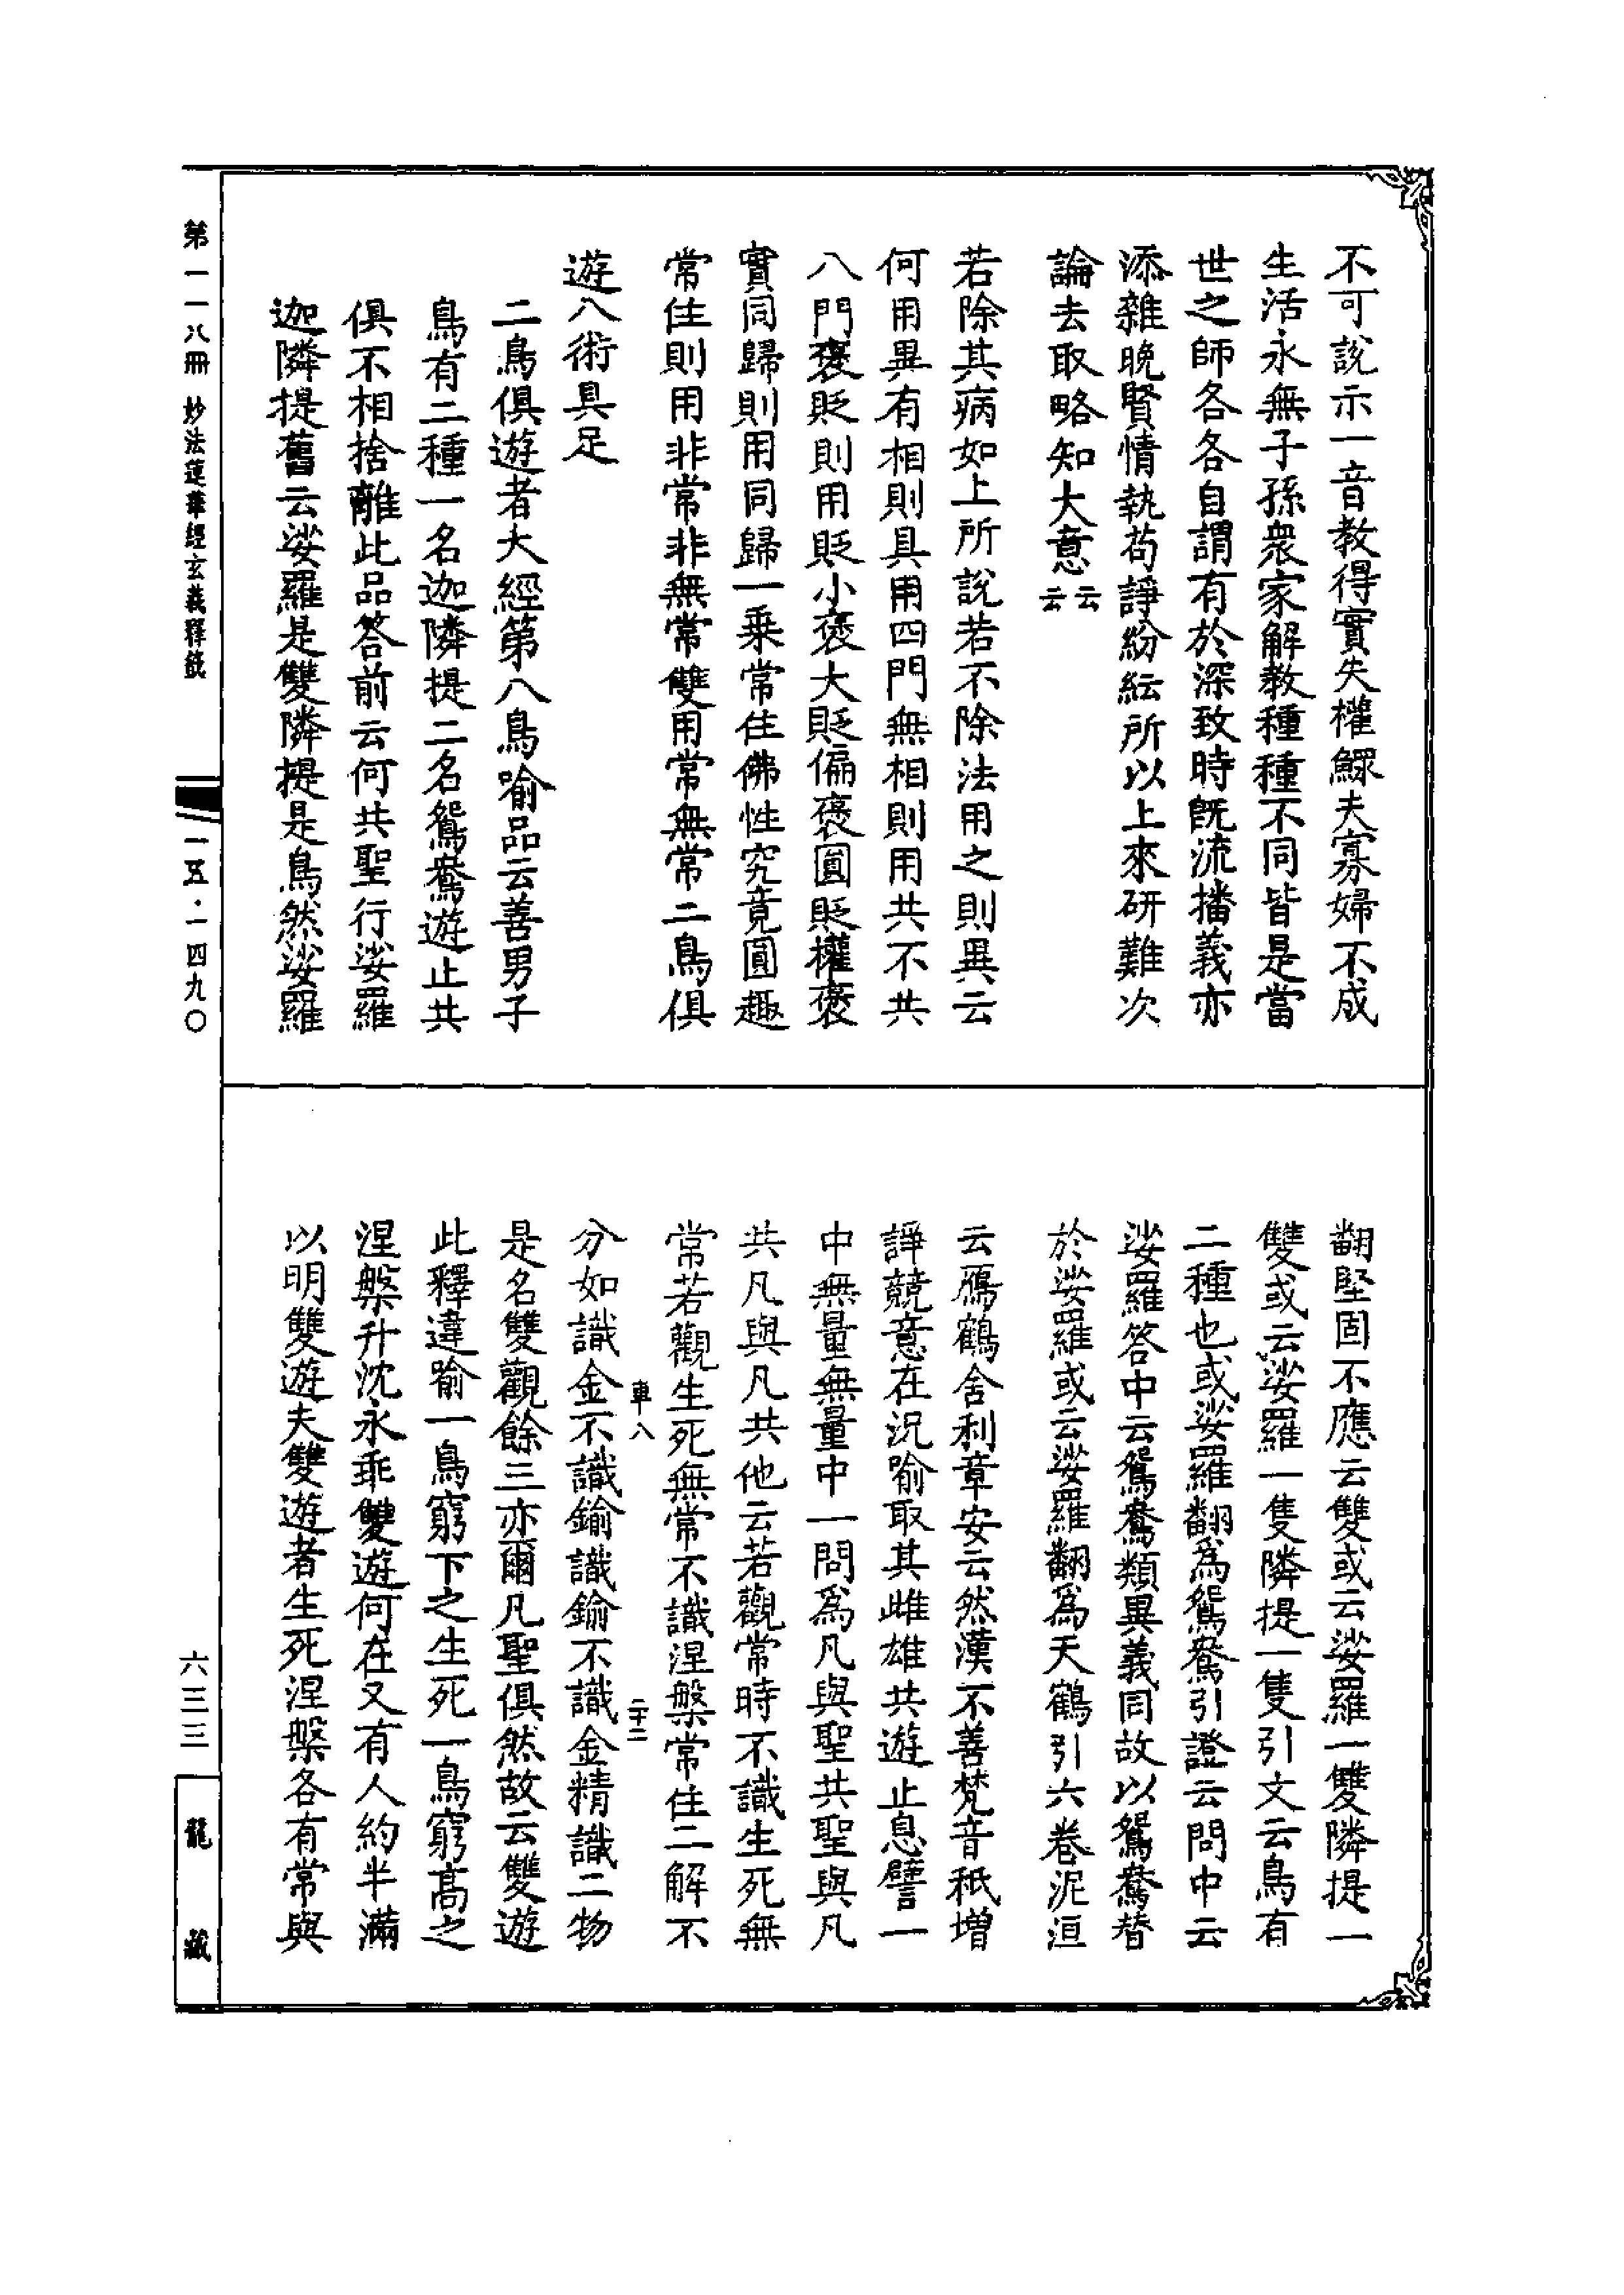 不可說示一音教得實失權鰥夫寡婦不成
生活永無子孫衆家解教種種不同皆是當
世之師各各自謂有於深致時旣流播義亦
添雜晚賢情執苟諍紛紜所以上來研難次
論去取略知大意云云
若除其病如上所說若不除法用之則異云
何用異有相則具用四門無相則用共不共
八門褒貶則用貶小褒大貶偏褒圓貶權褒
實同歸則用同歸一乗常住佛性究竟圓趣
常住則用非常非無常雙用常無常二鳥俱
遊八術具足
二鳥俱遊者大經第八鳥喻品云善男子
鳥有二種一名迦隣提二名鴛鴦遊止共
俱不相捨離此品答前云何共聖行娑羅
迦隣提舊云娑羅是雙隣提是鳥然娑羅
翻堅固不應云雙或云娑羅一雙隣提一
雙或云娑羅一隻隣提一隻引文云鳥有
二種也或娑羅翻為鴛鴦引證云問中云
娑羅答中云鴛鴦類異義同故以鴛鴦替
於娑羅或云娑羅翻為天鶴引六卷泥洹
云鴈鶴舍利章安云然漢不善梵音秖增
諍競意在況喻取其雌雄共遊止息譬一
中無量無量中一問為凡與聖共聖與凡
共凡與凡共他云若觀常時不識生死無
常若觀生死無常不識涅槃常住二解不
車八
二十二
分如識金不識鍮識鍮不識金精識二物
是名雙觀餘三亦爾凡聖俱然故云雙遊
此釋違喻一鳥窮下之生死一鳥窮高之
涅槃升沈永乖雙遊何在又有人約半滿
以明雙遊夫雙遊者生死涅槃各有常與
第一一八冊 妙法蓮華經玄義釋籤
一五·一四九〇
六三三
龍藏